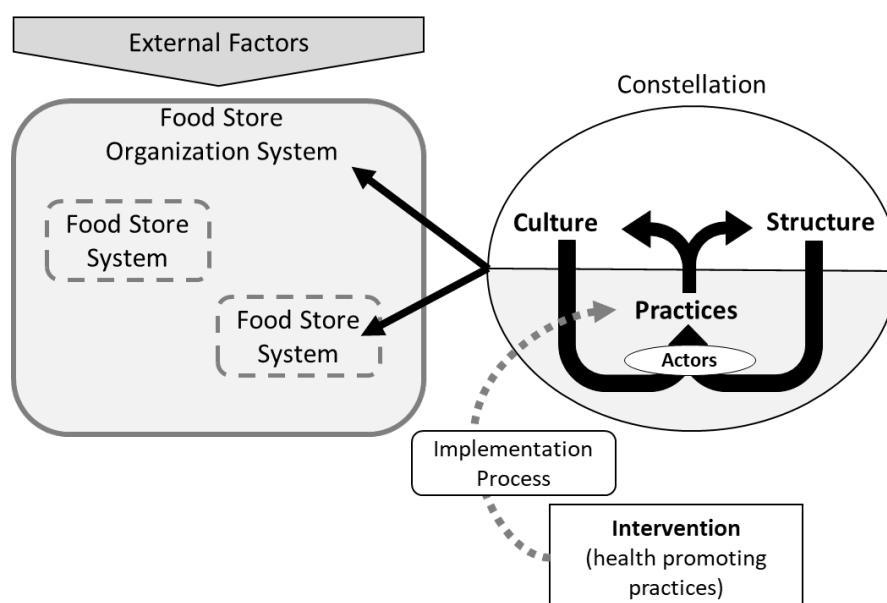 External Factors
Food Store
Organization System
Food Store
System
Food Store
System
Constellation
Culture
Structure
Practices
Actors
Implementation
Process
Intervention
(health promoting
practices)